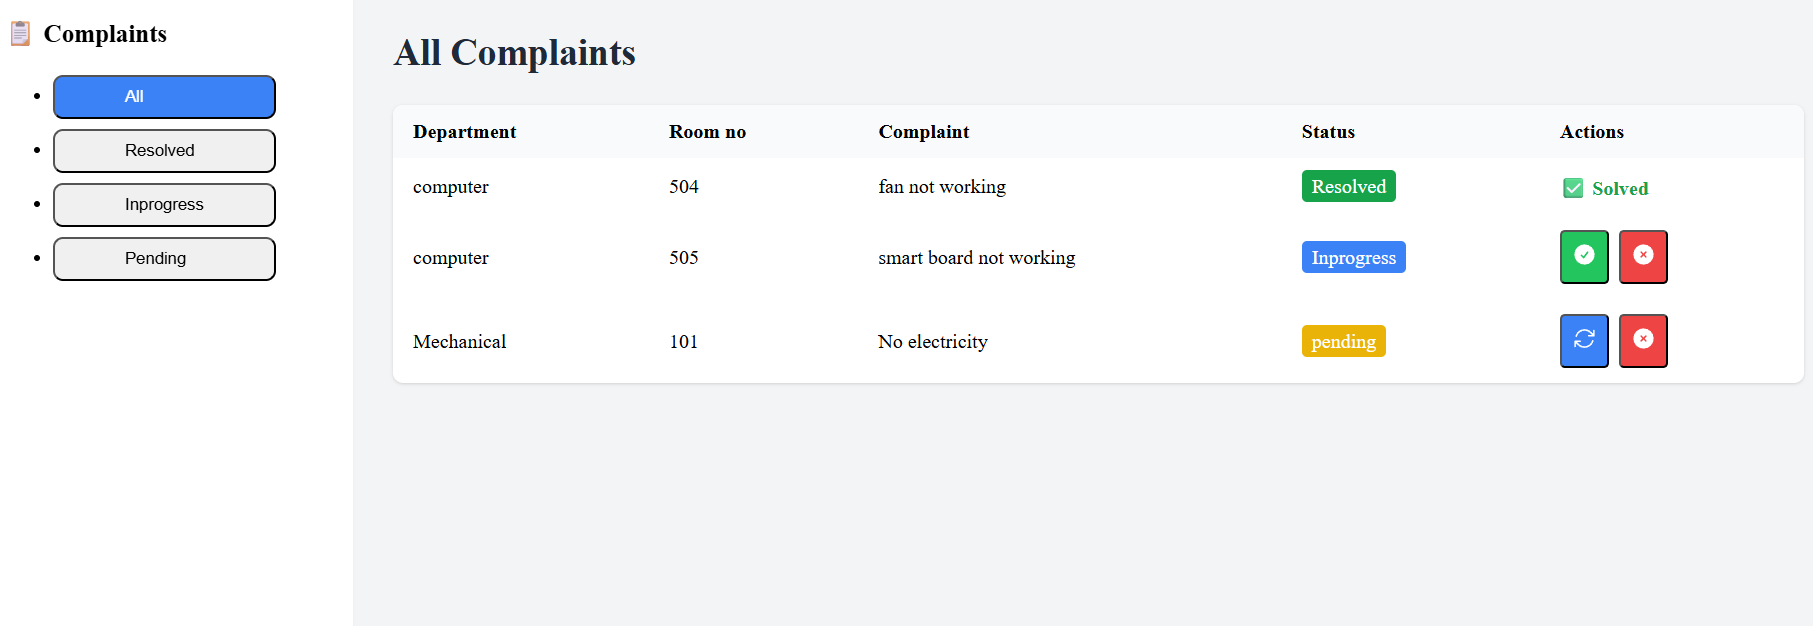 Complaints
All
Resolved
Inprogress
Pending
All Complaints
Department Room no Complaint Status Actions
computer 504 fan not working Resolved Solved
computer 505 smart board not working Inprogress
Mechanical 101 No electricity pending